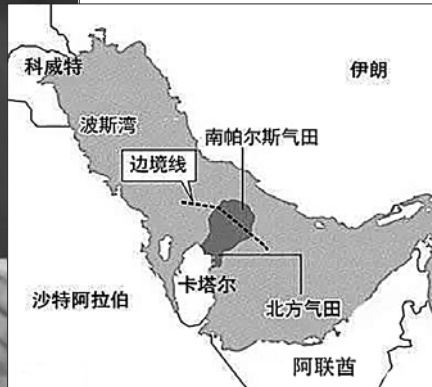 科威特
伊朗
波斯湾
南帕尔斯气田
边境线
卡塔尔
沙特阿拉伯
北方气田
阿联酋